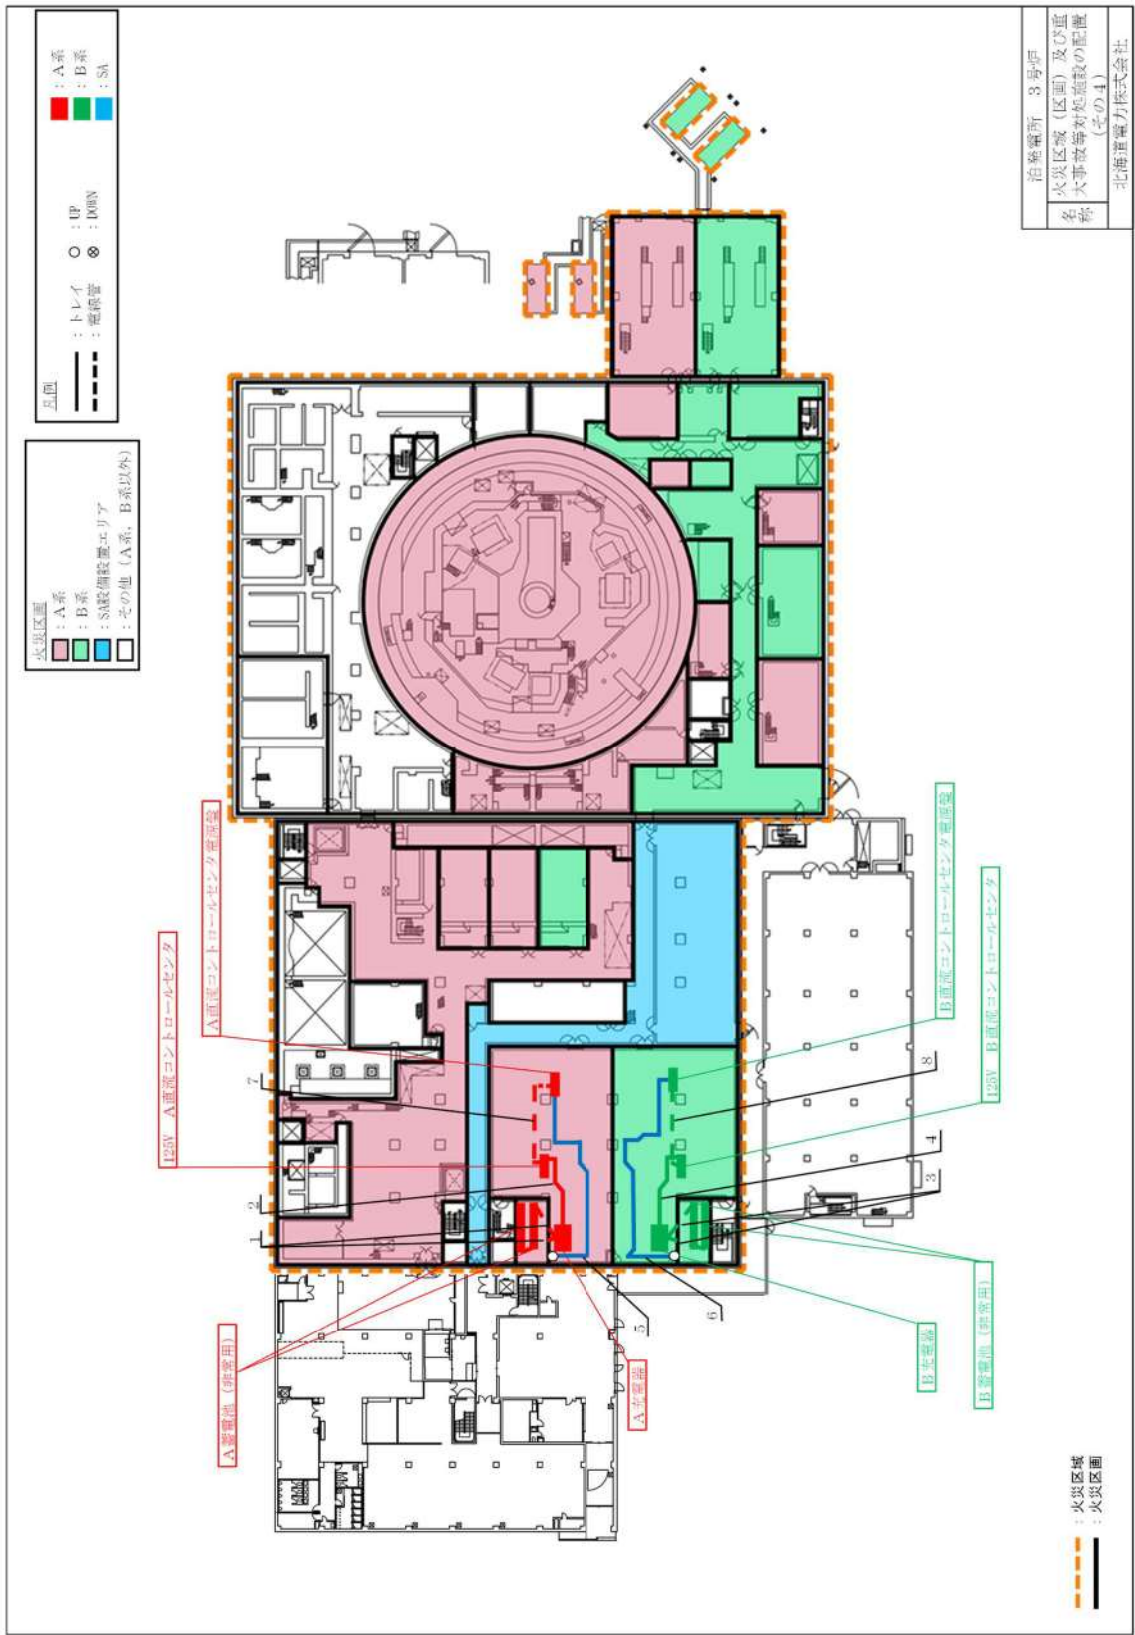 泊発電所 3号炉
名称
火災区域（区画）及び重
大事故等対処施設の配置
（その4）
北海道電力株式会社
凡例
：トレイ
：電線管
○ ：UP
⊗ ：DOWN
：A系
：B系
：SA
火災区画
：A系
：B系
：SA設備設置エリア
：その他（A系，B系以外）
A直流コントロールセンタ電源盤
125V A直流コントロールセンタ
A蓄電池（非常用）
A充電器
B直流コントロールセンタ電源盤
125V B直流コントロールセンタ
B充電器
B蓄電池（非常用）
1
2
7
5
6
3
4
8
：火災区域
：火災区画